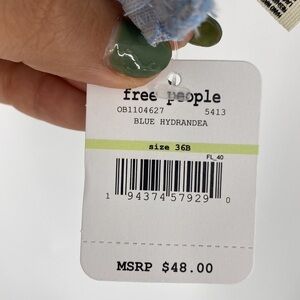 free people
OB1104627 5413
BLUE HYDRANDEA
size 36B
FL_40
1 94374 57929 0
MSRP $48.00